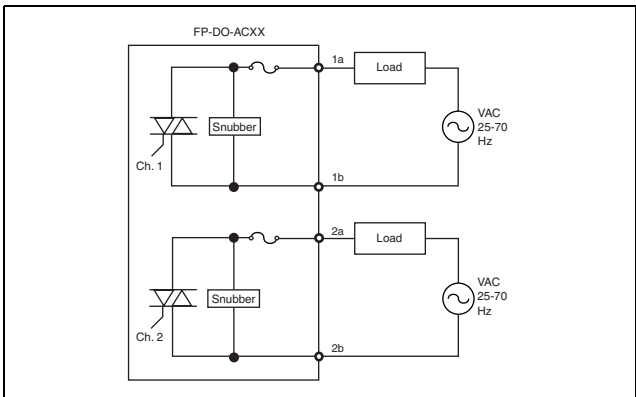 FP-DO-ACXX
1a
Load
VAC
25-70
Hz
Snubber
Ch. 1
1b
2a
Load
VAC
25-70
Hz
Snubber
Ch. 2
2b